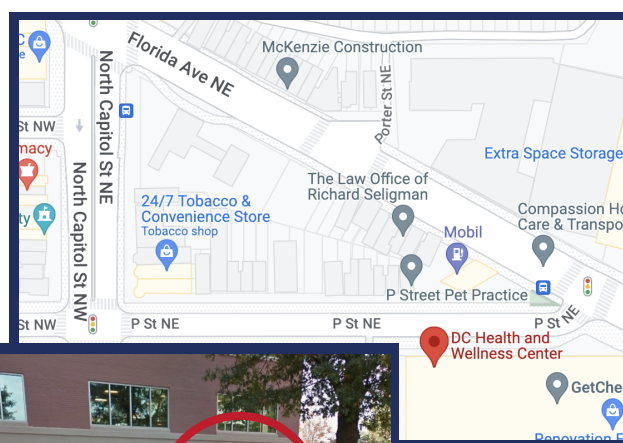 McKenzie Construction
Florida Ave NE
North Capitol St NE
Porter St NE
St NW
Extra Space Storage
macy
The Law Office of
Richard Seligman
24/7 Tobacco &
Convenience Store
Tobacco shop
Compassion Ho
Care & Transpo
ty
North Capitol St NW
Mobil
P Street Pet Practice
St NW
P St NE
P St NE
P St NE
DC Health and
Wellness Center
GetChe
Renovation F